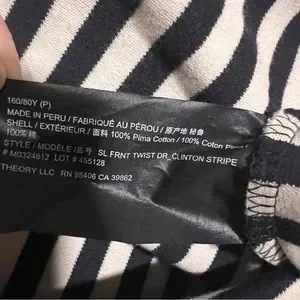 160/80Y (P)
MADE IN PERU / FABRIQUÉ AU PÉROU / 原产地 秘鲁
SHELL / EXTÉRIEUR / 面料 100% Pima Cotton / 100% Coton Pima /
100% 棉
STYLE / MODÈLE / 品号 SL FRNT TWIST DR_CLINTON STRIPE
# M0324612 LOT # 455128
THEORY LLC RN 98406 CA 39862